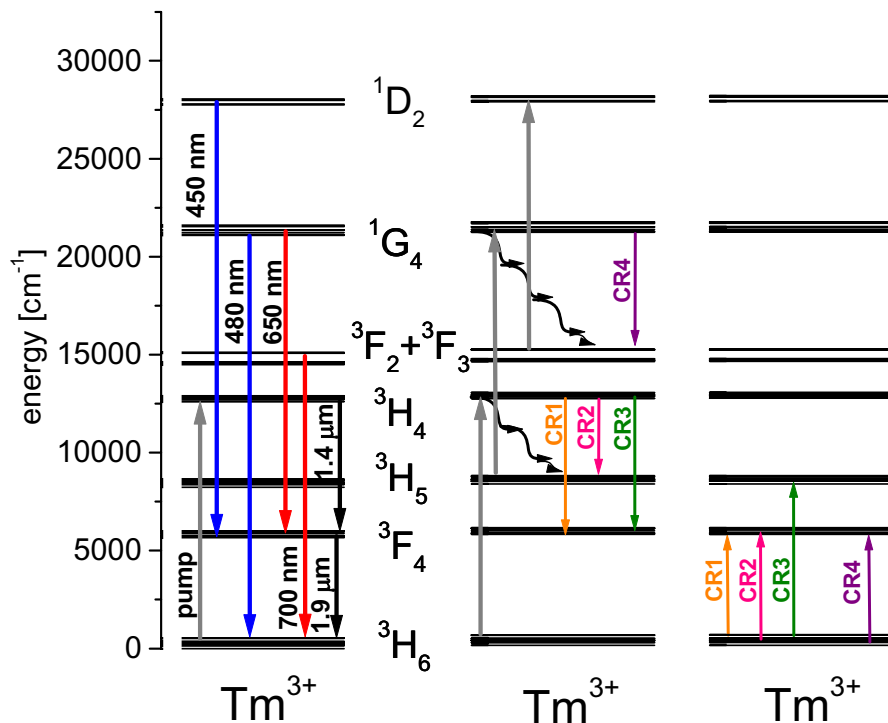 energy [cm⁻¹]
30000
25000
20000
15000
10000
5000
0
450 nm
480 nm
650 nm
700 nm
1.4 µm
1.9 µm
pump
¹D₂
¹G₄
³F₂+³F₃
³H₄
³H₅
³F₄
³H₆
CR4
CR1
CR2
CR3
CR1
CR2
CR3
CR4
Tm³⁺
Tm³⁺
Tm³⁺